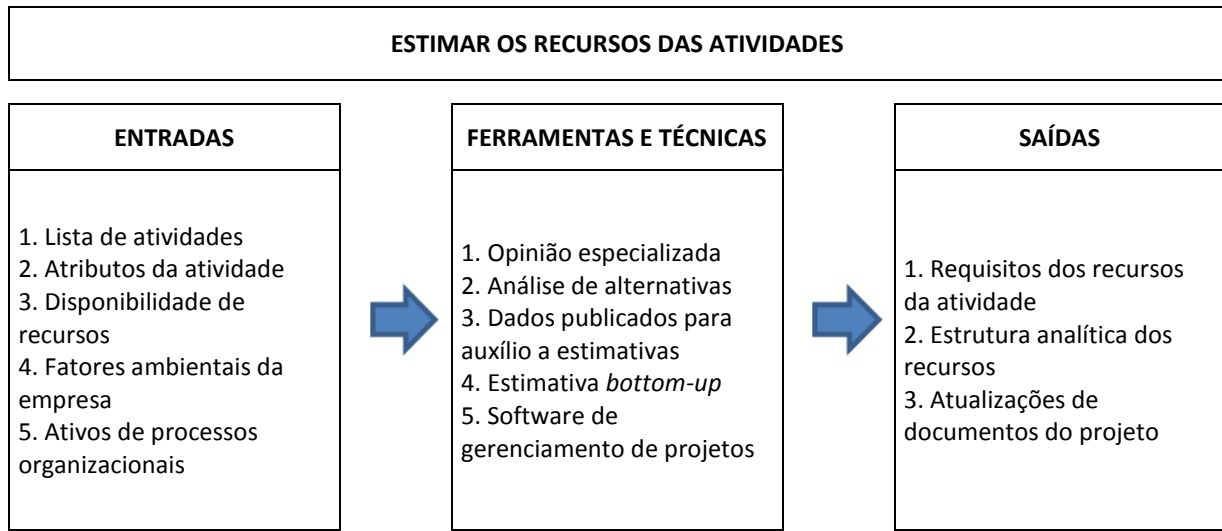 ESTIMAR OS RECURSOS DAS ATIVIDADES
ENTRADAS
1. Lista de atividades
2. Atributos da atividade
3. Disponibilidade de
recursos
4. Fatores ambientais da
empresa
5. Ativos de processos
organizacionais
FERRAMENTAS E TÉCNICAS
1. Opinião especializada
2. Análise de alternativas
3. Dados publicados para
auxílio a estimativas
4. Estimativa bottom-up
5. Software de
gerenciamento de projetos
SAÍDAS
1. Requisitos dos recursos
da atividade
2. Estrutura analítica dos
recursos
3. Atualizações de
documentos do projeto